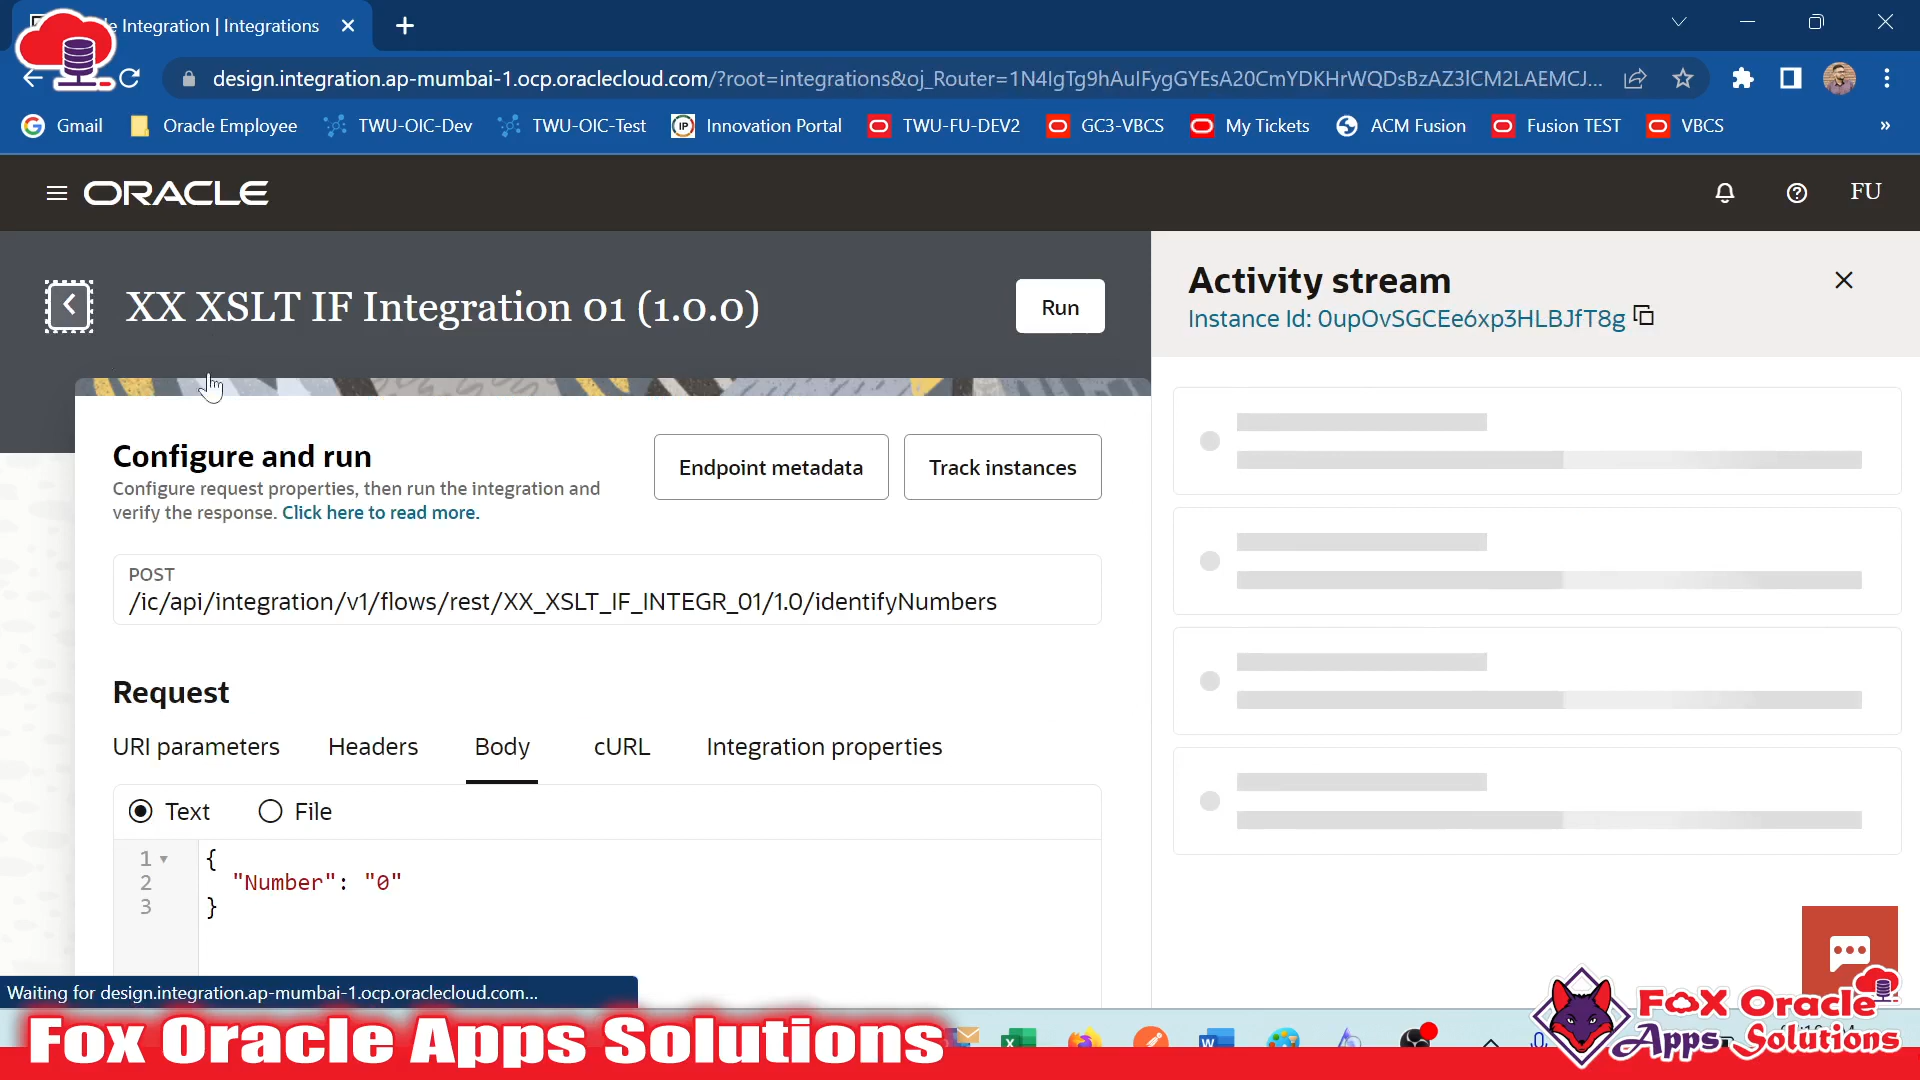 Integration | Integrations
design.integration.ap-mumbai-1.ocp.oraclecloud.com/?root=integrations&oj_Router=1N4IgTg9hAuIFygGYEsA20CmYDKHrWQDsBzAZ3lCM2LAEMCJ...
Gmail
Oracle Employee
TWU-OIC-Dev
TWU-OIC-Test
IP
Innovation Portal
TWU-FU-DEV2
GC3-VBCS
My Tickets
ACM Fusion
Fusion TEST
VBCS
»
ORACLE
FU
XX XSLT IF Integration 01 (1.0.0)
Run
Activity stream
Instance Id: 0upOvSGCEe6xp3HLBJfT8g
Configure and run
Configure request properties, then run the integration and
verify the response. Click here to read more.
Endpoint metadata
Track instances
POST
/ic/api/integration/v1/flows/rest/XX_XSLT_IF_INTEGR_01/1.0/identifyNumbers
Request
URI parameters
Headers
Body
cURL
Integration properties
Text
File
1 {
2 "Number": "0"
3 }
Waiting for design.integration.ap-mumbai-1.ocp.oraclecloud.com...
Fox Oracle Apps Solutions
Fox Oracle
Apps Solutions